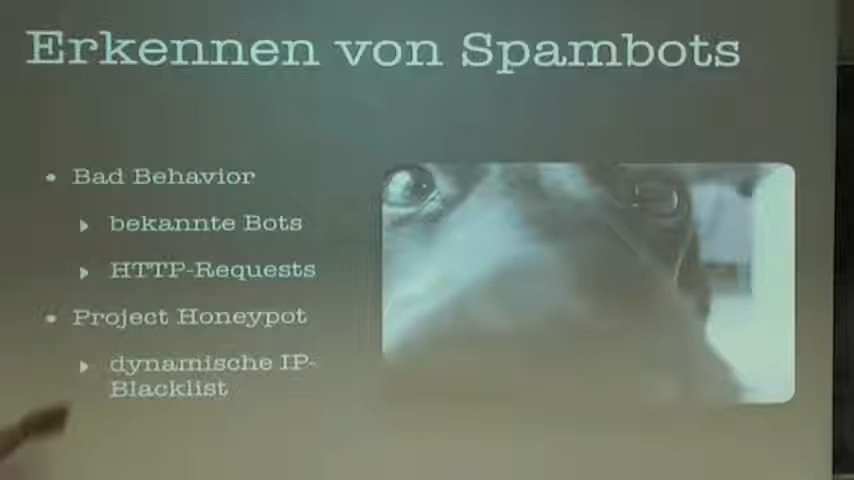 Erkennen von Spambots
Bad Behavior
bekannte Bots
HTTP-Requests
Project Honeypot
dynamische IP-
Blacklist